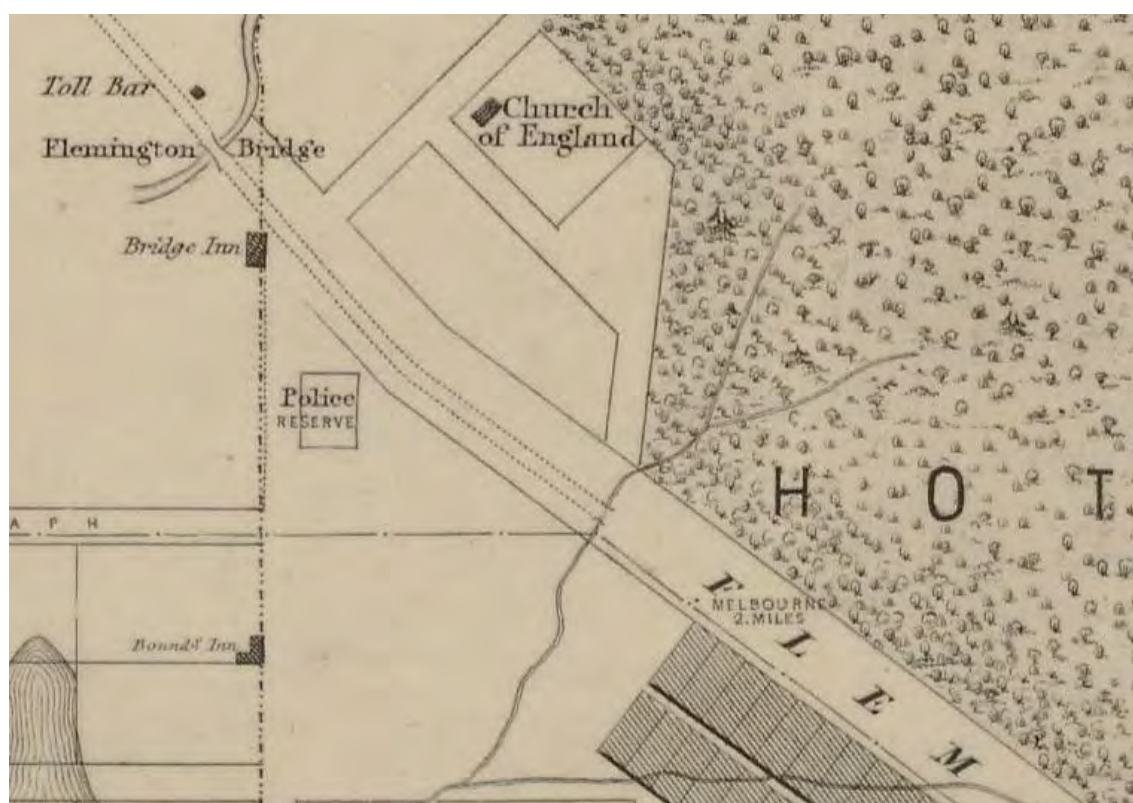 Toll Bar
Church
of England
Flemington Bridge
Bridge Inn
Police
RESERVE
H O T
A P H
MELBOURNE
2. MILES
F L E M
Bound.y Inn